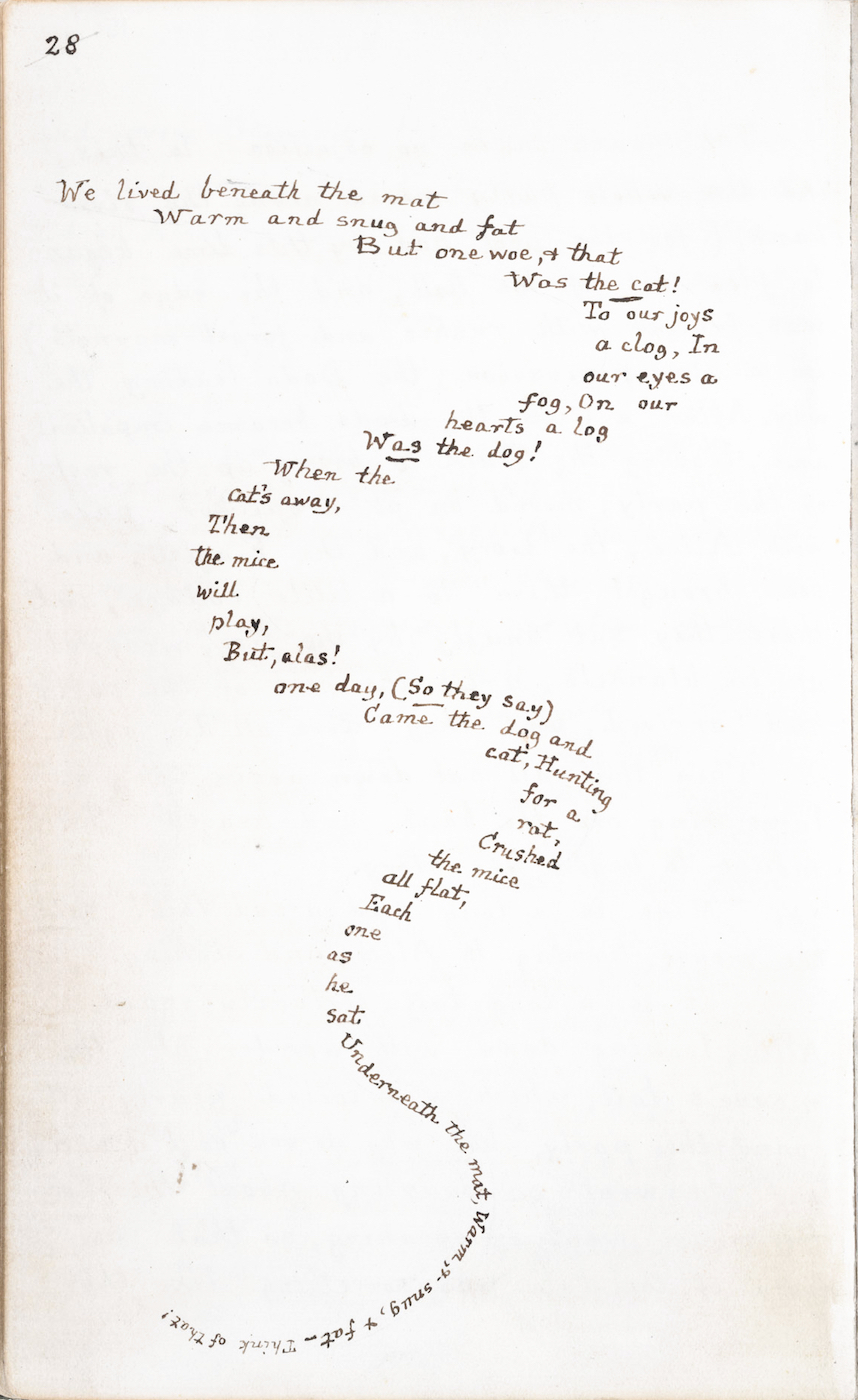 28
We lived beneath the mat
Warm and snug and fat
But one woe, & that
Was the cat!
To our joys
a clog, In
our eyes a
fog, On our
hearts a log
Was the dog!
When the
cat's away,
Then
the mice
will
play,
But, alas!
one day, (So they say)
Came the dog and
cat, Hunting
for a
rat,
Crushed
the mice
all flat,
Each
one
as
he
sat
Underneath the mat, Warm, & snug, & fat – Think of that!